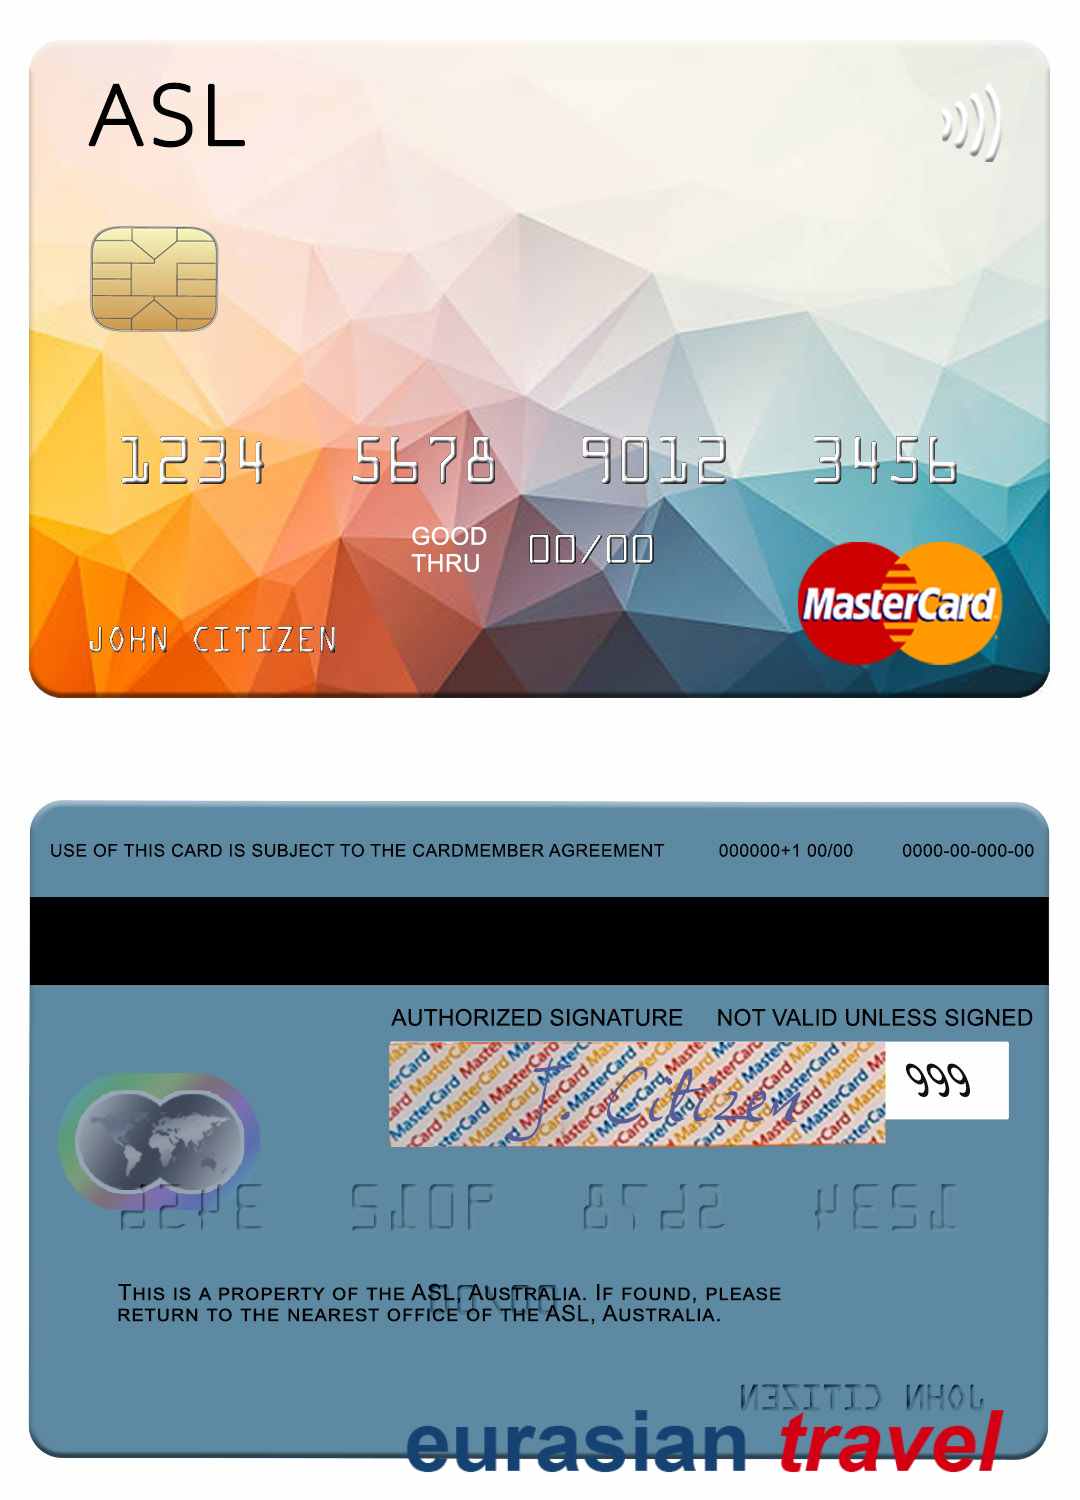 ASL
1234 5678 9012 3456
GOOD THRU 00/00
JOHN CITIZEN
MasterCard
USE OF THIS CARD IS SUBJECT TO THE CARDMEMBER AGREEMENT 000000+1 00/00 0000-00-000-00
AUTHORIZED SIGNATURE NOT VALID UNLESS SIGNED
J. Citizen 999
THIS IS A PROPERTY OF THE ASL, AUSTRALIA. IF FOUND, PLEASE
RETURN TO THE NEAREST OFFICE OF THE ASL, AUSTRALIA.
JOHN CITIZEN
eurasian travel